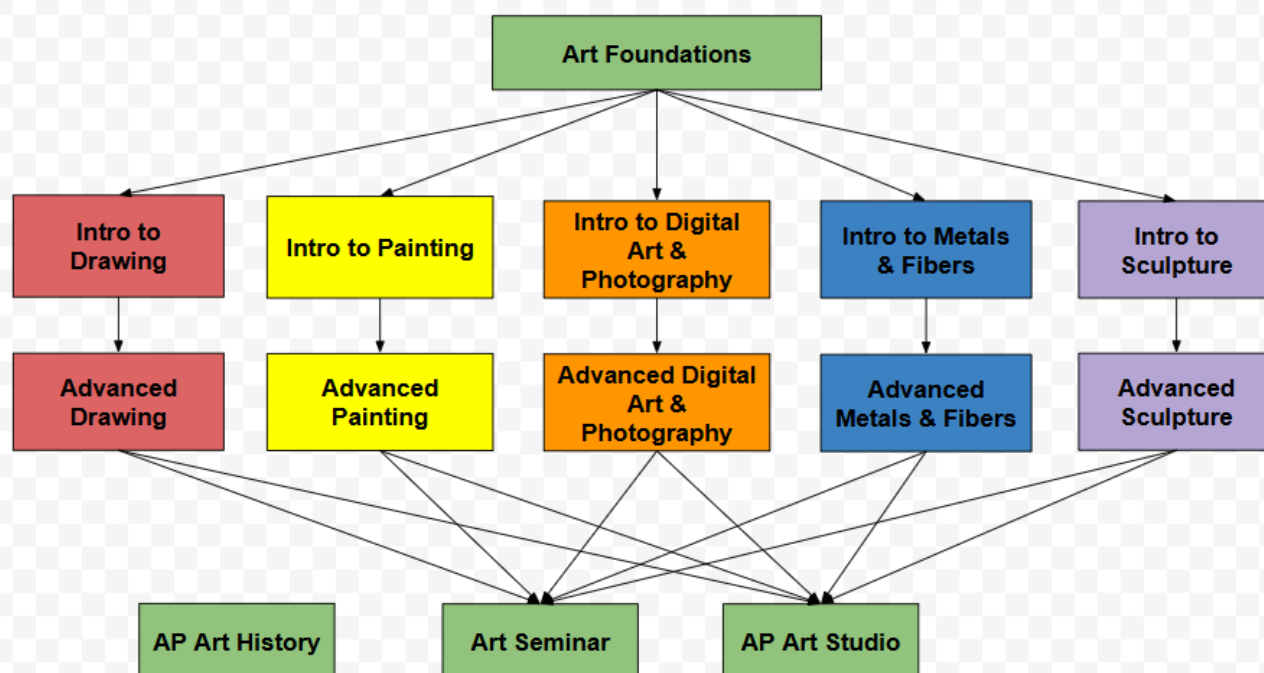 Art Foundations
Intro to
Drawing
Intro to Painting
Intro to Digital
Art &
Photography
Intro to Metals
& Fibers
Intro to
Sculpture
Advanced
Drawing
Advanced
Painting
Advanced Digital
Art &
Photography
Advanced
Metals & Fibers
Advanced
Sculpture
AP Art History
Art Seminar
AP Art Studio